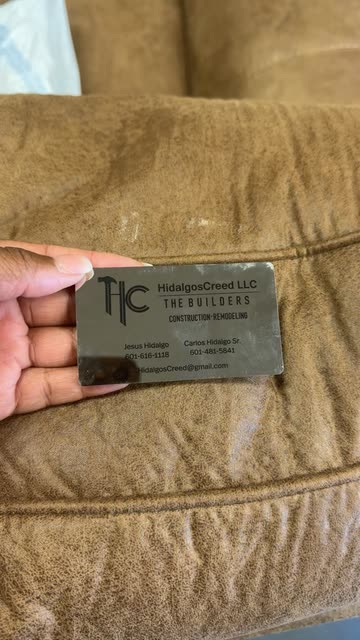 HC
HidalgosCreed LLC
THE BUILDERS
CONSTRUCTION-REMODELING
Jesus Hidalgo Carlos Hidalgo Sr.
601-616-1118 601-481-5841
HidalgosCreed@gmail.com